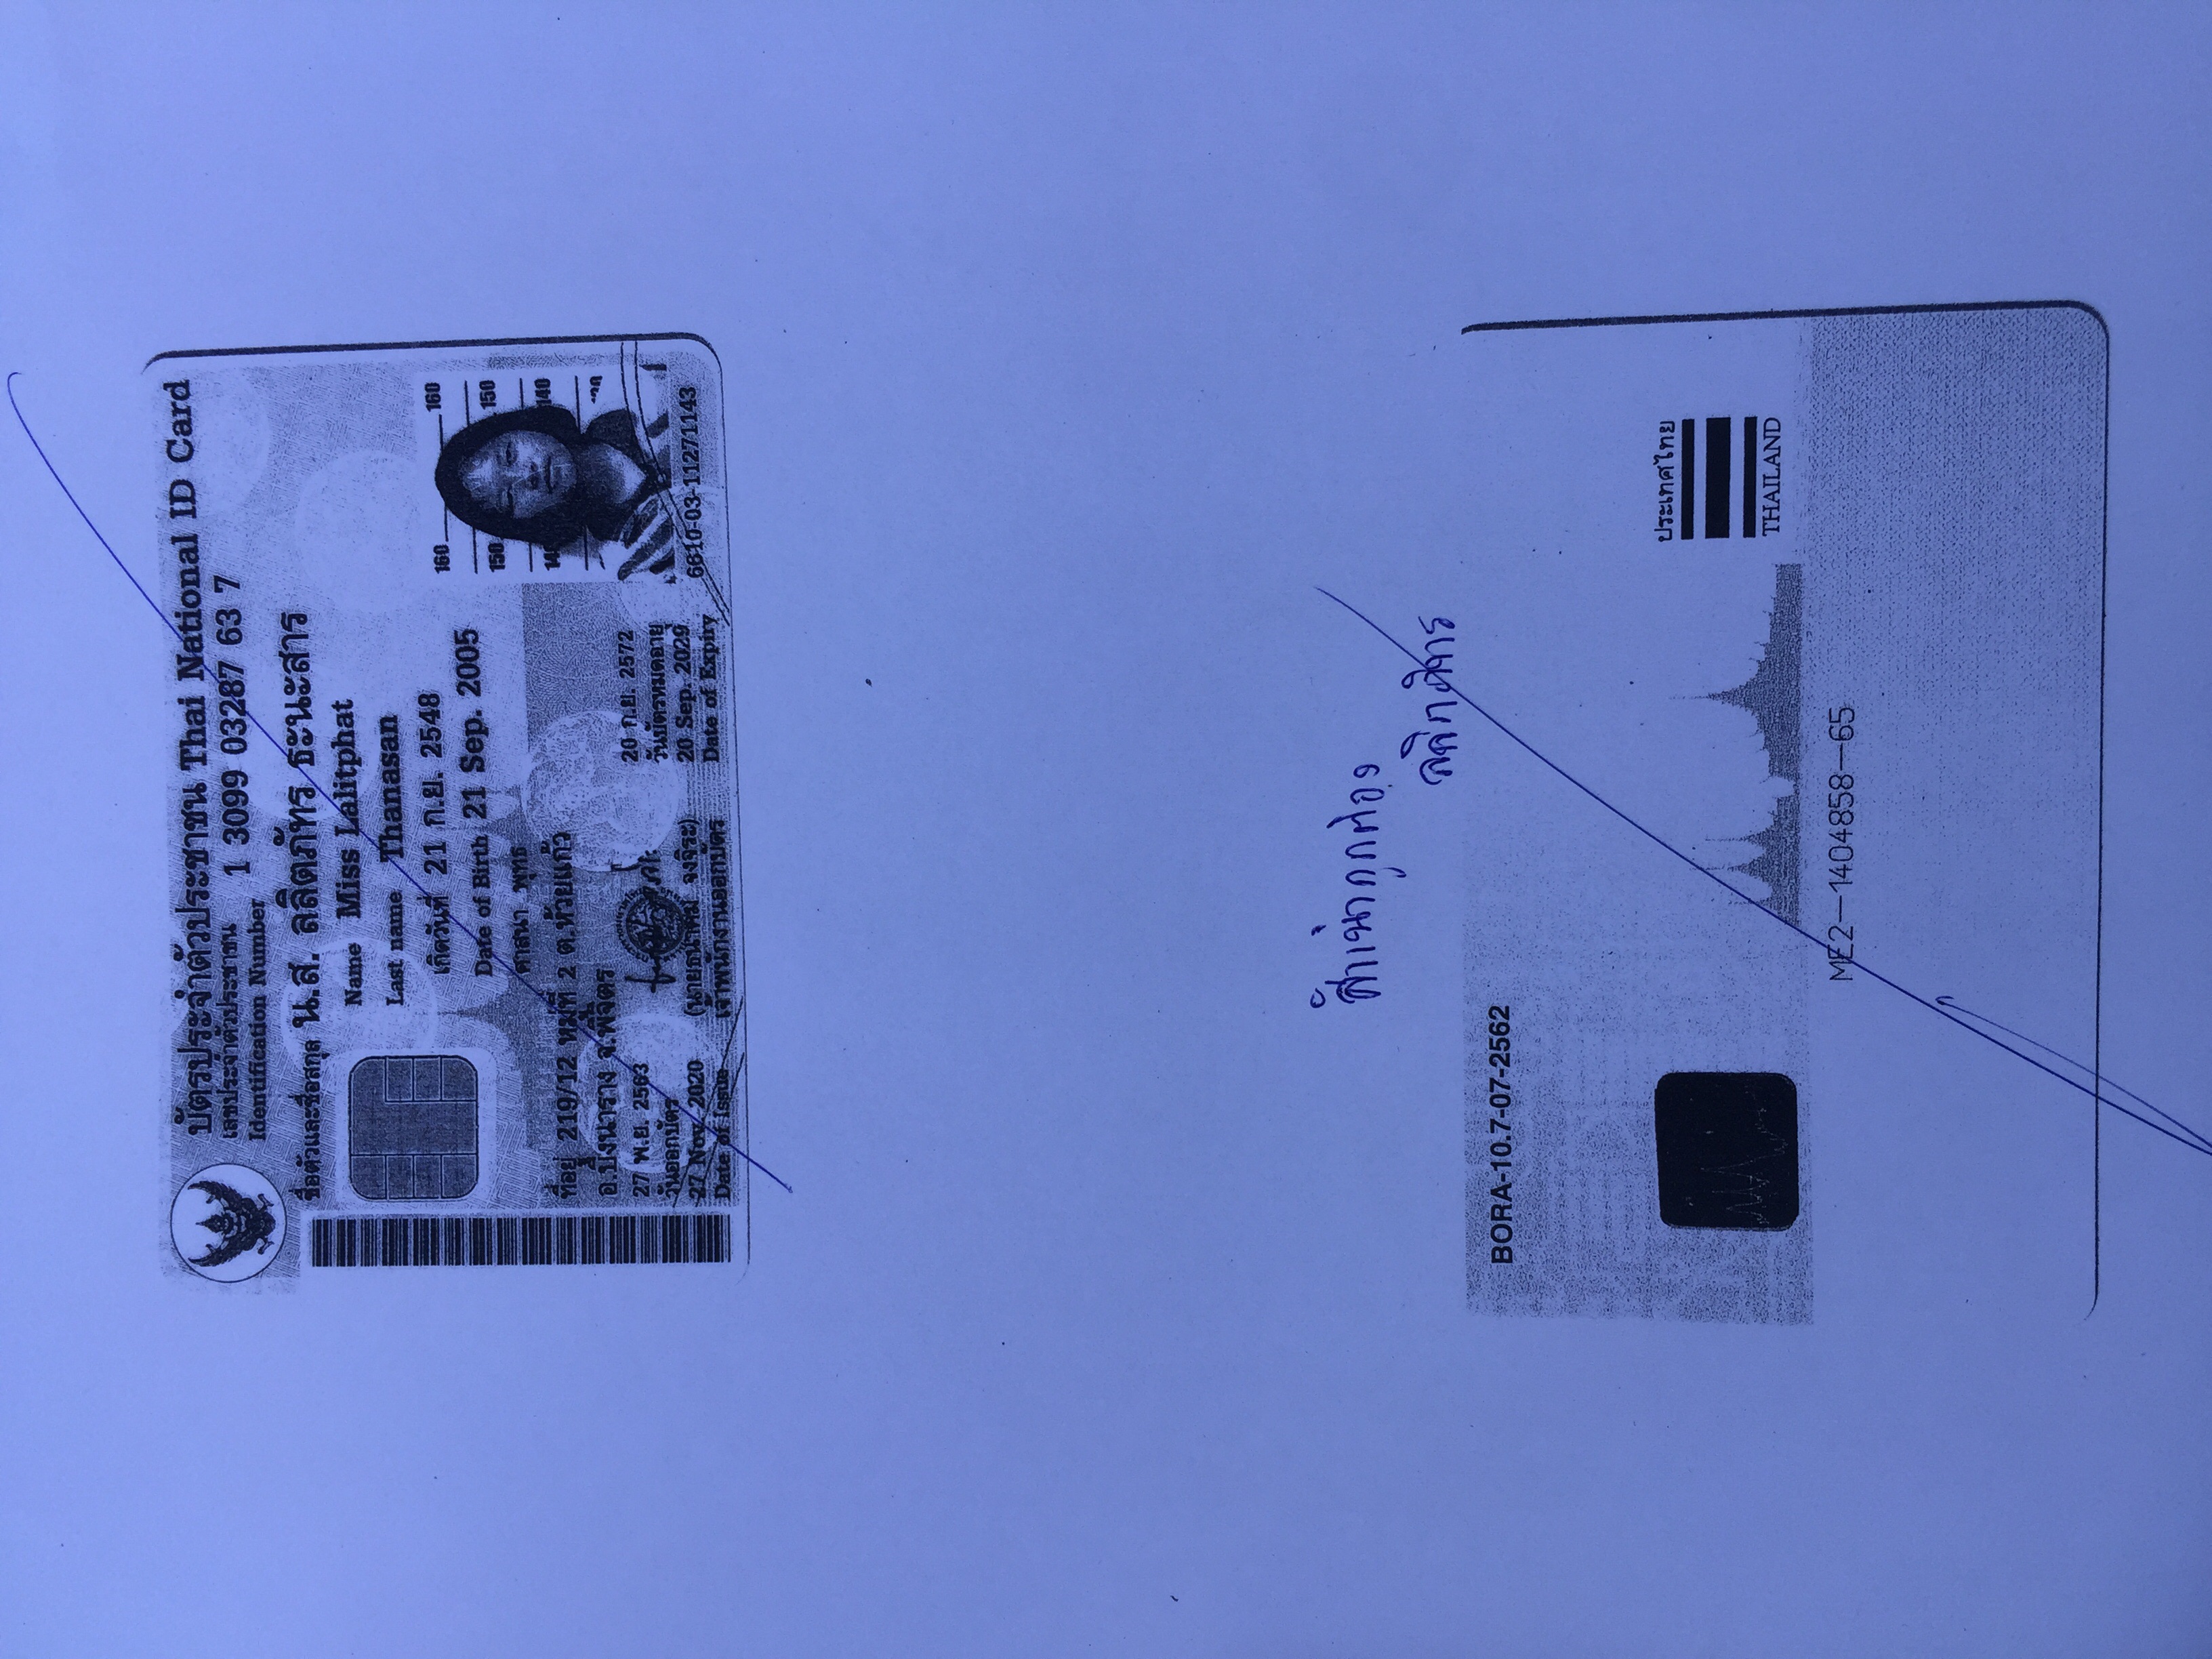 บัตรประจำตัวประชาชน Thai National ID Card
เลขประจำตัวประชาชน 1 3099 03287 63 7
Identification Number
ชื่อตัวและชื่อสกุล น.ส. ลลิตภัทร ธะนะสาร
Name Miss Lalitphat
Last name Thanasan
เกิดวันที่ 21 ก.ย. 2548
Date of Birth 21 Sep. 2005
ศาสนา พุทธ
ที่อยู่ 219/12 หมู่ที่ 2 ต.ห้วยแก้ว
อ.บึงนาราง จ.พิจิตร
27 พ.ย. 2563
วันออกบัตร
27 Nov. 2020
Date of Issue
(นายธนาคม จงจิระ)
เจ้าพนักงานออกบัตร
20 ก.ย. 2572
วันบัตรหมดอายุ
20 Sep. 2029
Date of Expiry
160 160
150 150
140 140
6610-03-11271143
สำเนาถูกต้อง
ลลิตภัทร
BORA-10.7-07-2562
ประเทศไทย
THAILAND
ME2-1404858-65